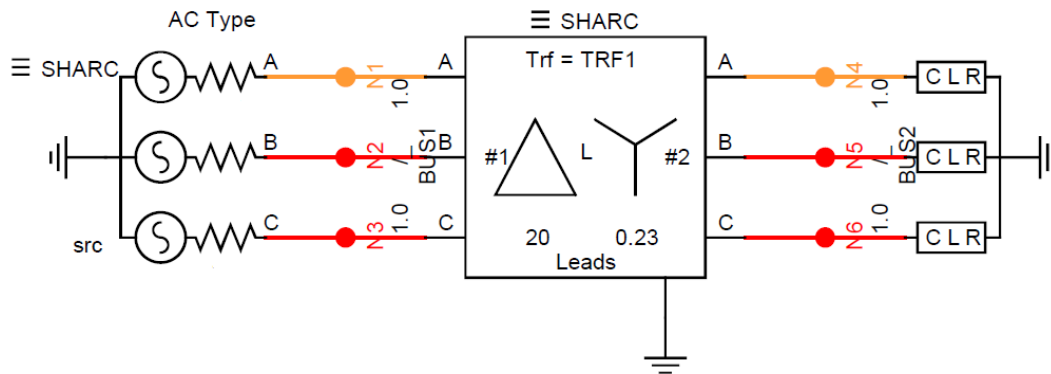 AC Type
≡ SHARC
≡ SHARC
A
N1
1.0
A
Trf = TRF1
A
N4
1.0
C L R
B
N2
/_
BUS1
B
#1
L
#2
B
N5
/_
BUS2
C L R
src
C
N3
1.0
C
20
0.23
C
N6
1.0
C L R
Leads